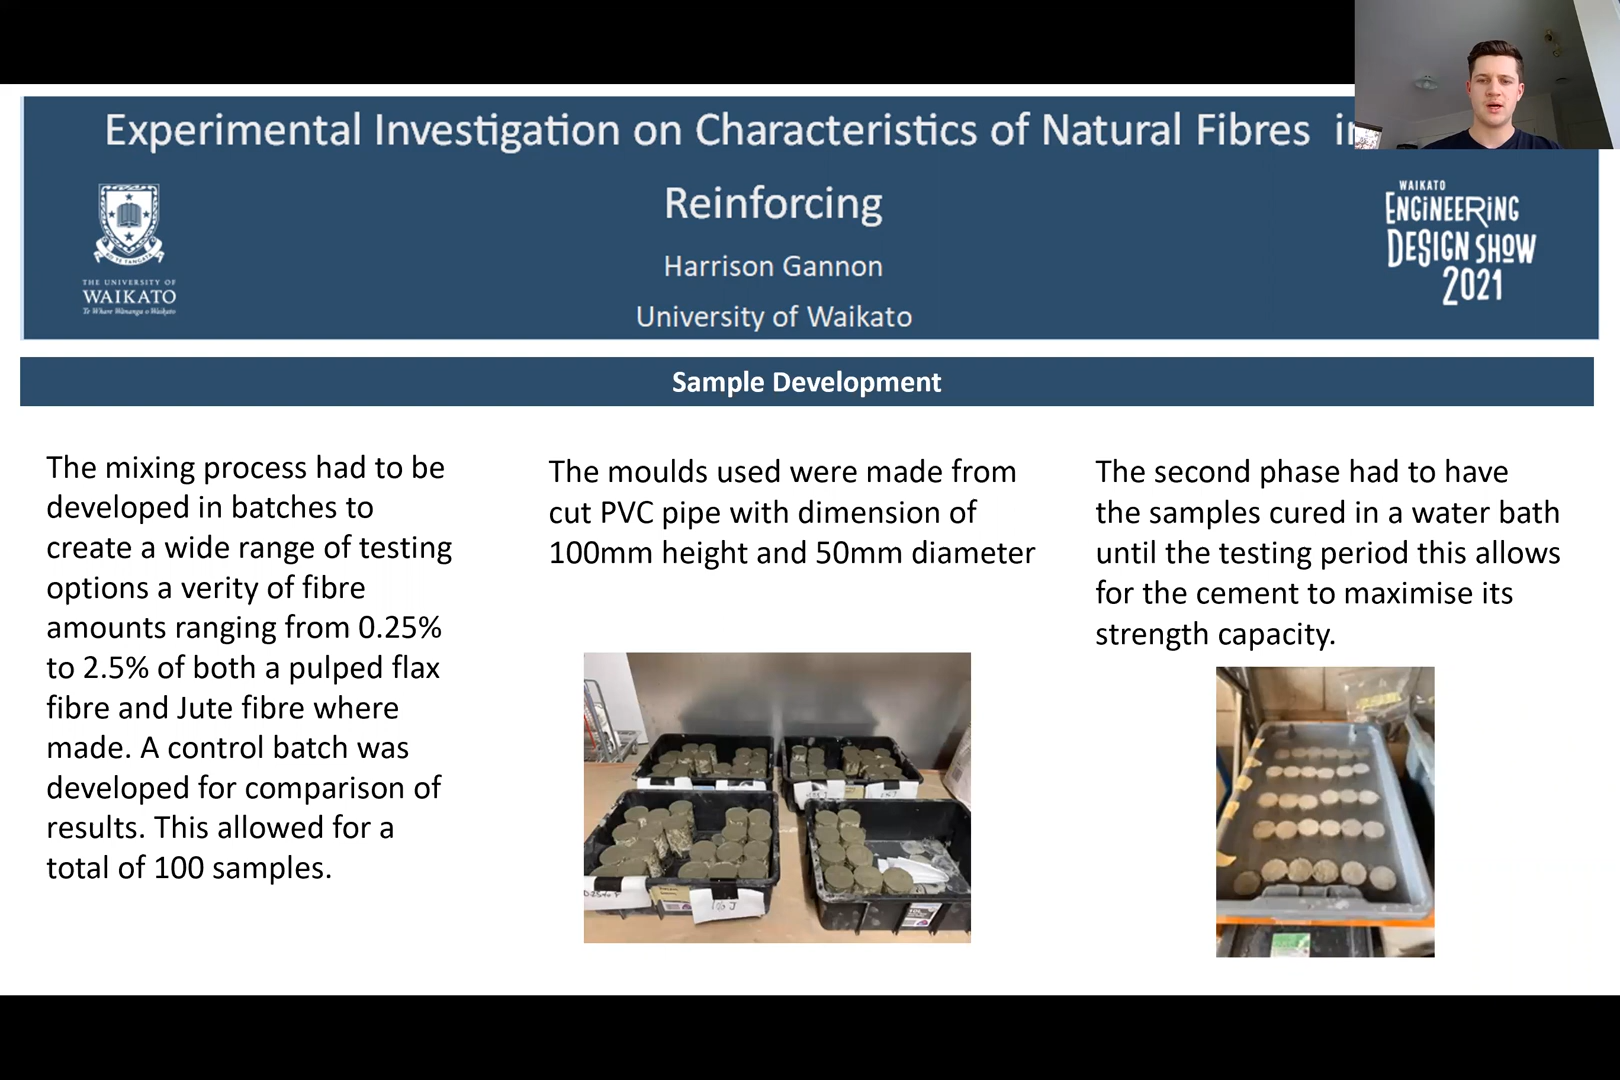 Experimental Investigation on Characteristics of Natural Fibres
Reinforcing
Harrison Gannon
University of Waikato
THE UNIVERSITY OF
WAIKATO
Te Whare Wānanga o Waikato
WAIKATO
ENGINEERING
DESIGN SHOW
2021
Sample Development
The mixing process had to be
developed in batches to
create a wide range of testing
options a verity of fibre
amounts ranging from 0.25%
to 2.5% of both a pulped flax
fibre and Jute fibre where
made. A control batch was
developed for comparison of
results. This allowed for a
total of 100 samples.
The moulds used were made from
cut PVC pipe with dimension of
100mm height and 50mm diameter
The second phase had to have
the samples cured in a water bath
until the testing period this allows
for the cement to maximise its
strength capacity.